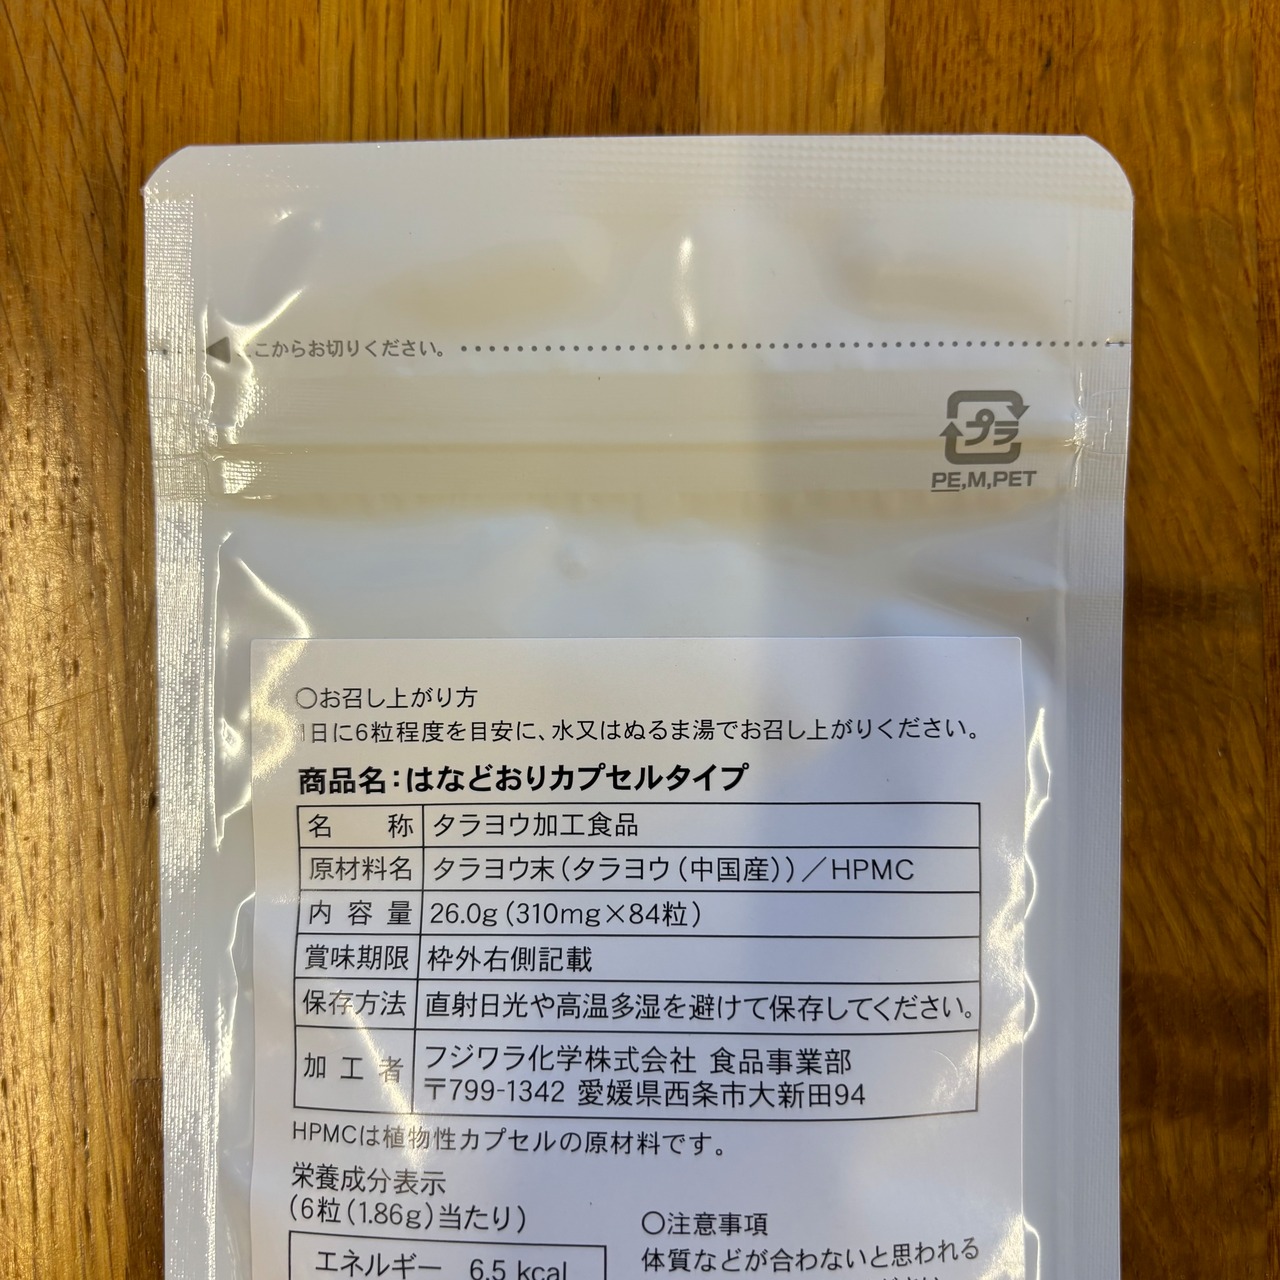 ここからお切りください。
プラ
PE,M,PET
〇お召し上がり方
1日に6粒程度を目安に、水又はぬるま湯でお召し上がりください。
商品名:はなどおりカプセルタイプ
名 称 タラヨウ加工食品
原材料名 タラヨウ末(タラヨウ(中国産))/HPMC
内容量 26.0g(310mg×84粒)
賞味期限 枠外右側記載
保存方法 直射日光や高温多湿を避けて保存してください。
加工者 フジワラ化学株式会社 食品事業部
〒799-1342 愛媛県西条市大新田94
HPMCは植物性カプセルの原材料です。
栄養成分表示
(6粒(1.86g)当たり)
エネルギー 6.5 kcal
〇注意事項
体質などが合わないと思われる